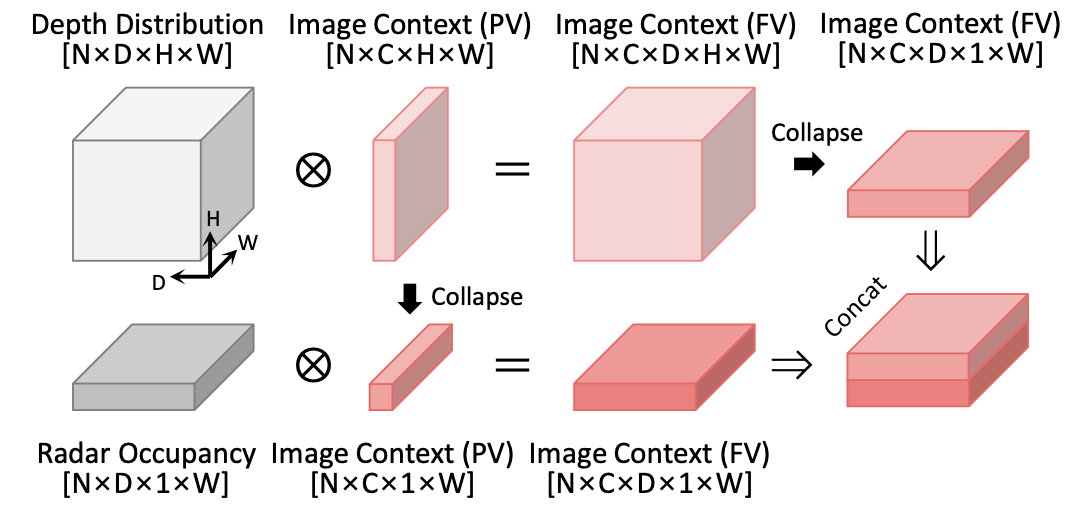 Depth Distribution
[N×D×H×W]
Image Context (PV)
[N×C×H×W]
Image Context (FV)
[N×C×D×H×W]
Image Context (FV)
[N×C×D×1×W]
Collapse
H
W
D
Collapse
Concat
Radar Occupancy
[N×D×1×W]
Image Context (PV)
[N×C×1×W]
Image Context (FV)
[N×C×D×1×W]